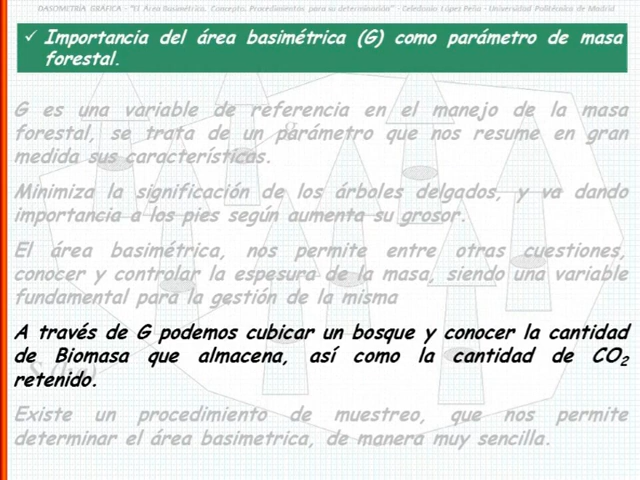 DASOMETRÍA GRÁFICA - "El Área Basimétrica. Concepto. Procedimientos para su determinación" - Celedonio López Peña - Universidad Politécnica de Madrid
✓ Importancia del área basimétrica (G) como parámetro de masa
forestal.
G es una variable de referencia en el manejo de la masa
forestal, se trata de un parámetro que nos resume en gran
medida sus características.
Minimiza la significación de los árboles delgados, y va dando
importancia a los pies según aumenta su grosor.
El área basimétrica, nos permite entre otras cuestiones,
conocer y controlar la espesura de la masa, siendo una variable
fundamental para la gestión de la misma
A través de G podemos cubicar un bosque y conocer la cantidad
de Biomasa que almacena, así como la cantidad de CO2
retenido.
Existe un procedimiento de muestreo, que nos permite
determinar el área basimetrica, de manera muy sencilla.